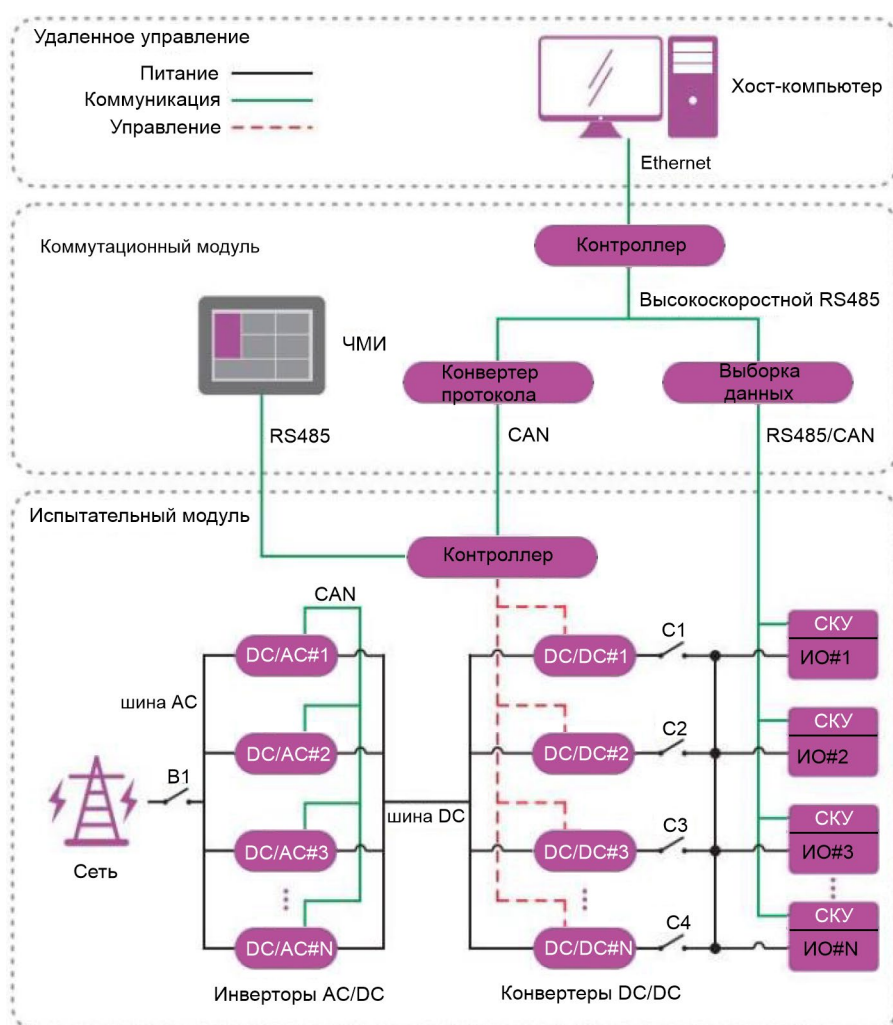 Удаленное управление
Питание
Коммуникация
Управление
Хост-компьютер
Ethernet
Коммутационный модуль
Контроллер
Высокоскоростной RS485
ЧМИ
Конвертер
протокола
Выборка
данных
RS485
CAN
RS485/CAN
Испытательный модуль
Контроллер
CAN
DC/AC#1
DC/DC#1
C1
СКУ
ИО#1
шина AC
DC/AC#2
DC/DC#2
C2
СКУ
ИО#2
B1
Сеть
шина DC
DC/AC#3
DC/DC#3
C3
СКУ
ИО#3
DC/AC#N
DC/DC#N
C4
СКУ
ИО#N
Инверторы AC/DC
Конвертеры DC/DC